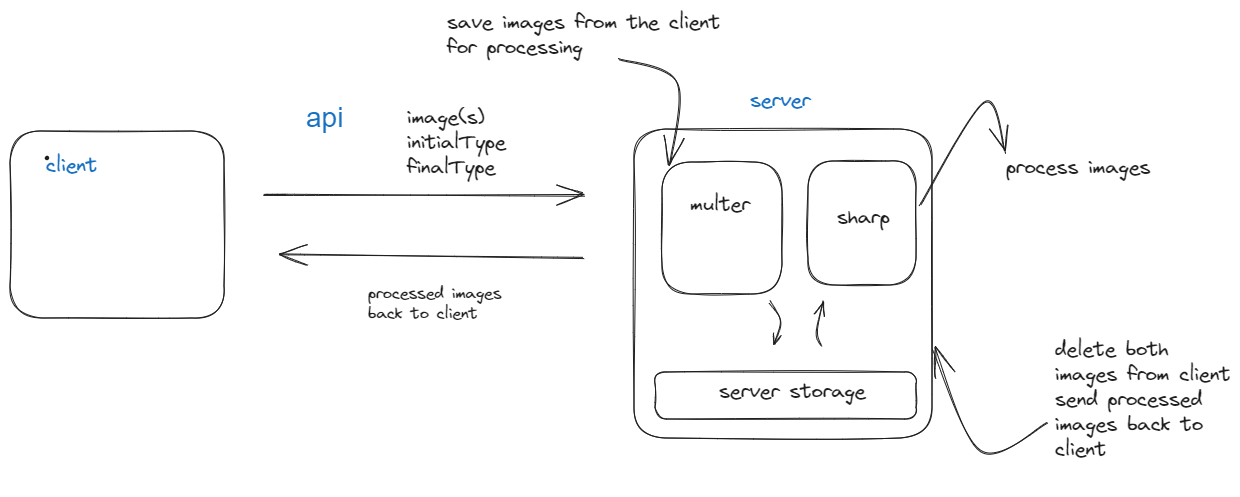 save images from the client
for processing
server
api
image(s)
initialType
finalType
client
process images
multer
sharp
processed images
back to client
delete both
images from client
send processed
images back to
client
server storage